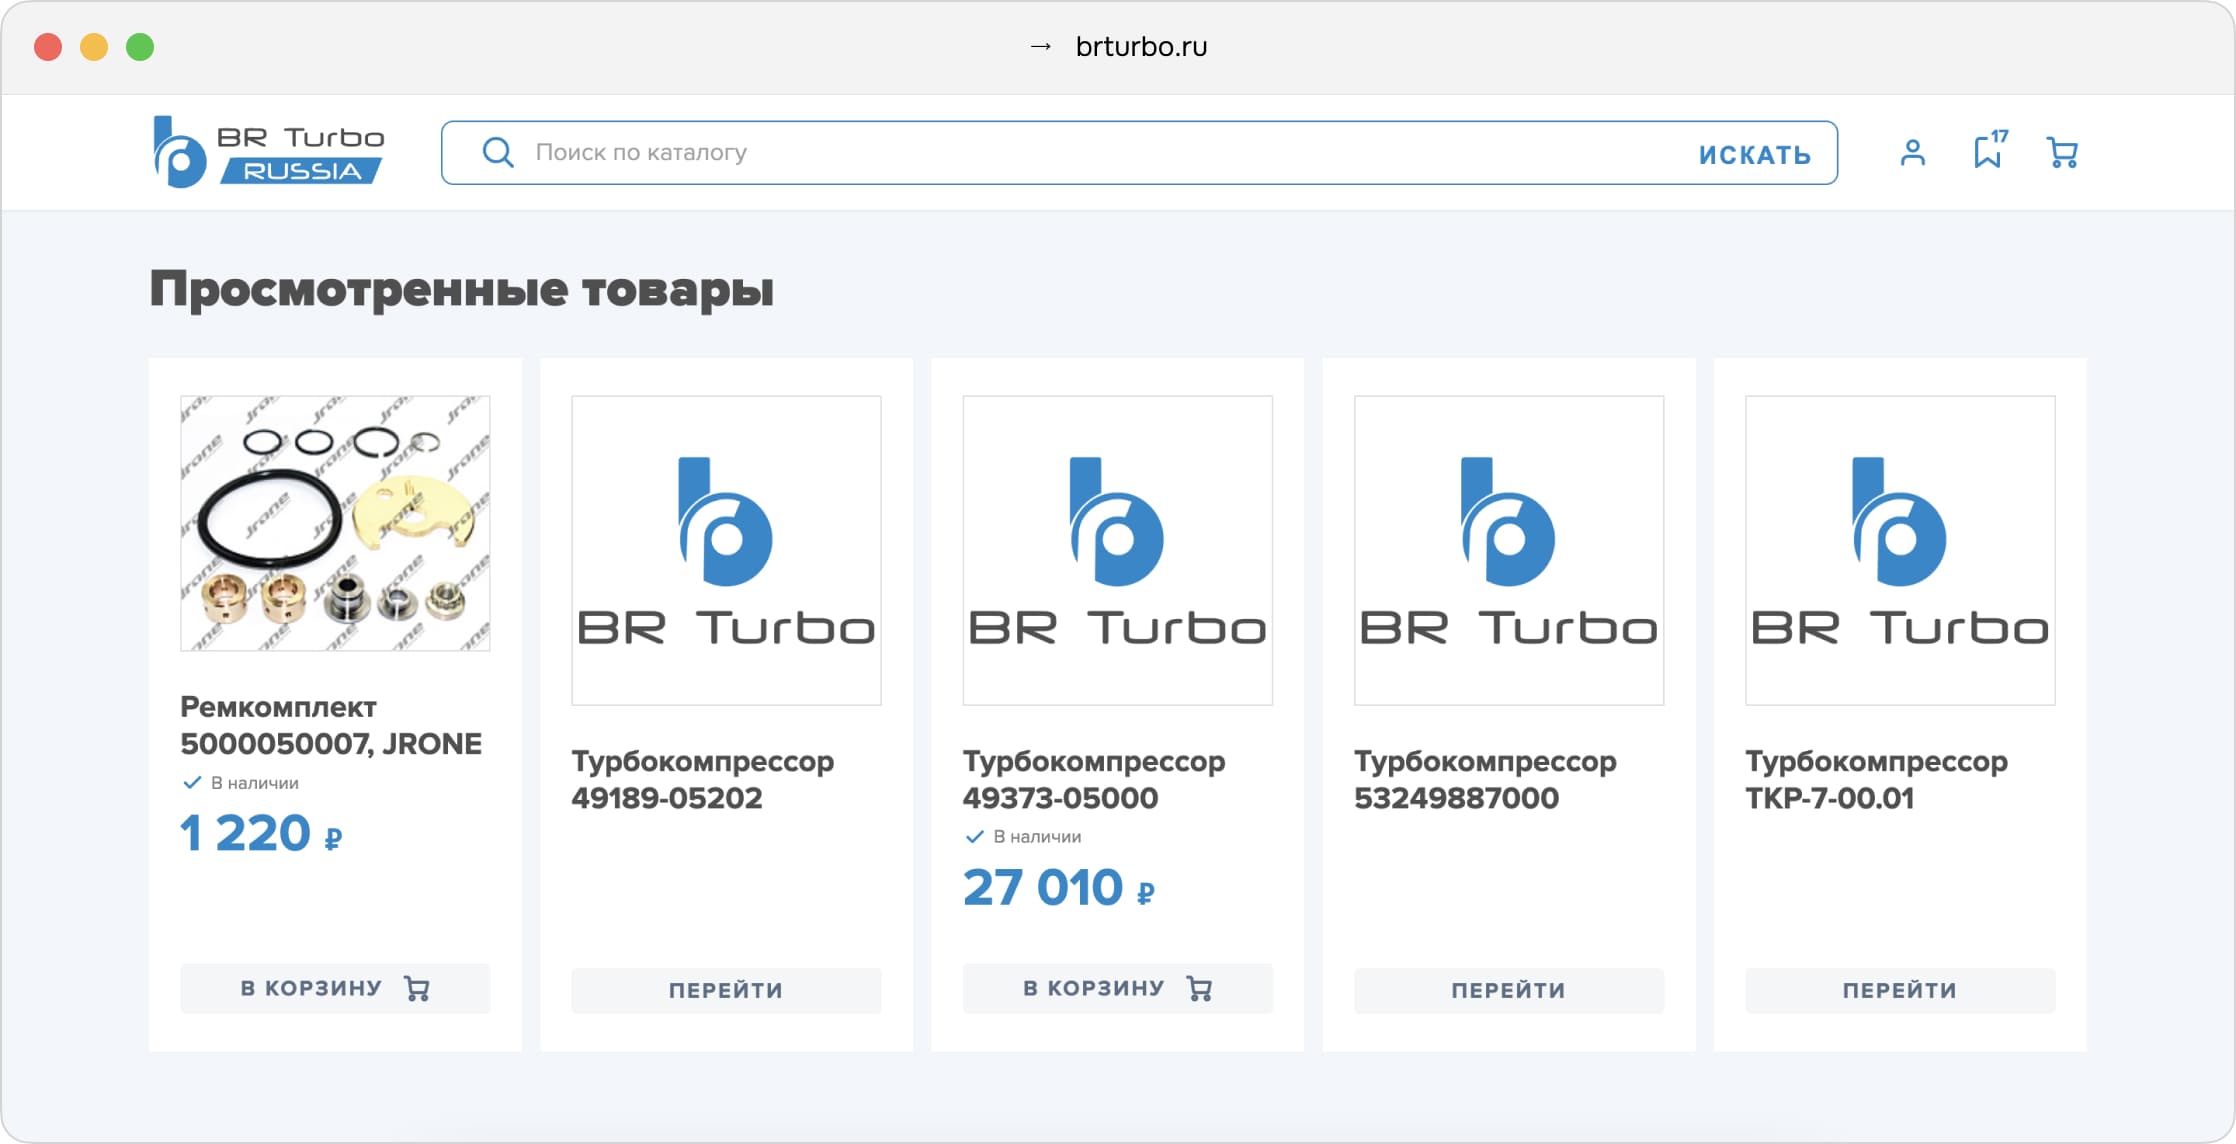 → brturbo.ru
BR Turbo
RUSSIA
Поиск по каталогу
ИСКАТЬ
17
Просмотренные товары
Jrone
Ремкомплект
5000050007, JRONE
В наличии
1 220 ₽
В КОРЗИНУ
BR Turbo
Турбокомпрессор
49189-05202
ПЕРЕЙТИ
BR Turbo
Турбокомпрессор
49373-05000
В наличии
27 010 ₽
В КОРЗИНУ
BR Turbo
Турбокомпрессор
53249887000
ПЕРЕЙТИ
BR Turbo
Турбокомпрессор
ТКР-7-00.01
ПЕРЕЙТИ